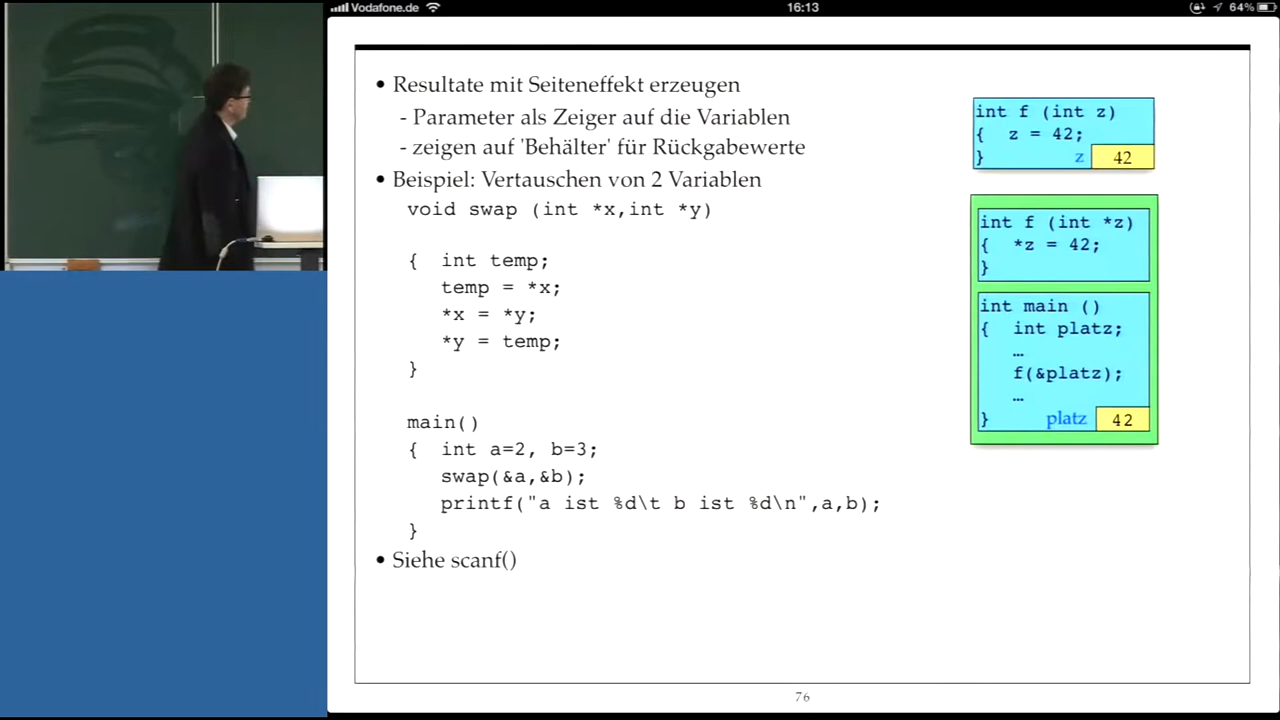 Vodafone.de
16:13
64%
• Resultate mit Seiteneffekt erzeugen
- Parameter als Zeiger auf die Variablen
- zeigen auf 'Behälter' für Rückgabewerte
• Beispiel: Vertauschen von 2 Variablen
void swap (int *x,int *y)
{ int temp;
temp = *x;
*x = *y;
*y = temp;
}
main()
{ int a=2, b=3;
swap(&a,&b);
printf("a ist %d\t b ist %d\n",a,b);
}
• Siehe scanf()
int f (int z)
{ z = 42;
} z 42
int f (int *z)
{ *z = 42;
}
int main ()
{ int platz;
…
f(&platz);
…
} platz 42
76